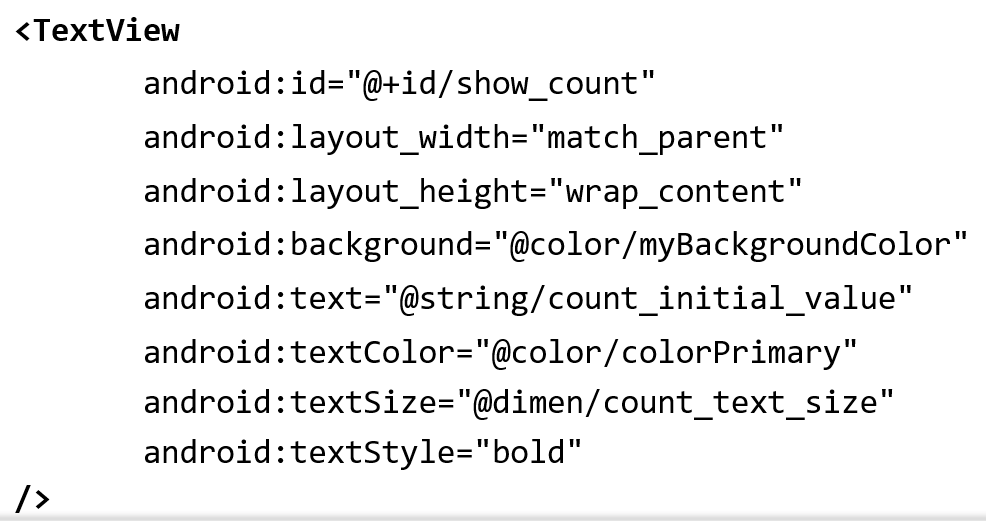 <TextView
android:id="@+id/show_count"
android:layout_width="match_parent"
android:layout_height="wrap_content"
android:background="@color/myBackgroundColor"
android:text="@string/count_initial_value"
android:textColor="@color/colorPrimary"
android:textSize="@dimen/count_text_size"
android:textStyle="bold"
/>